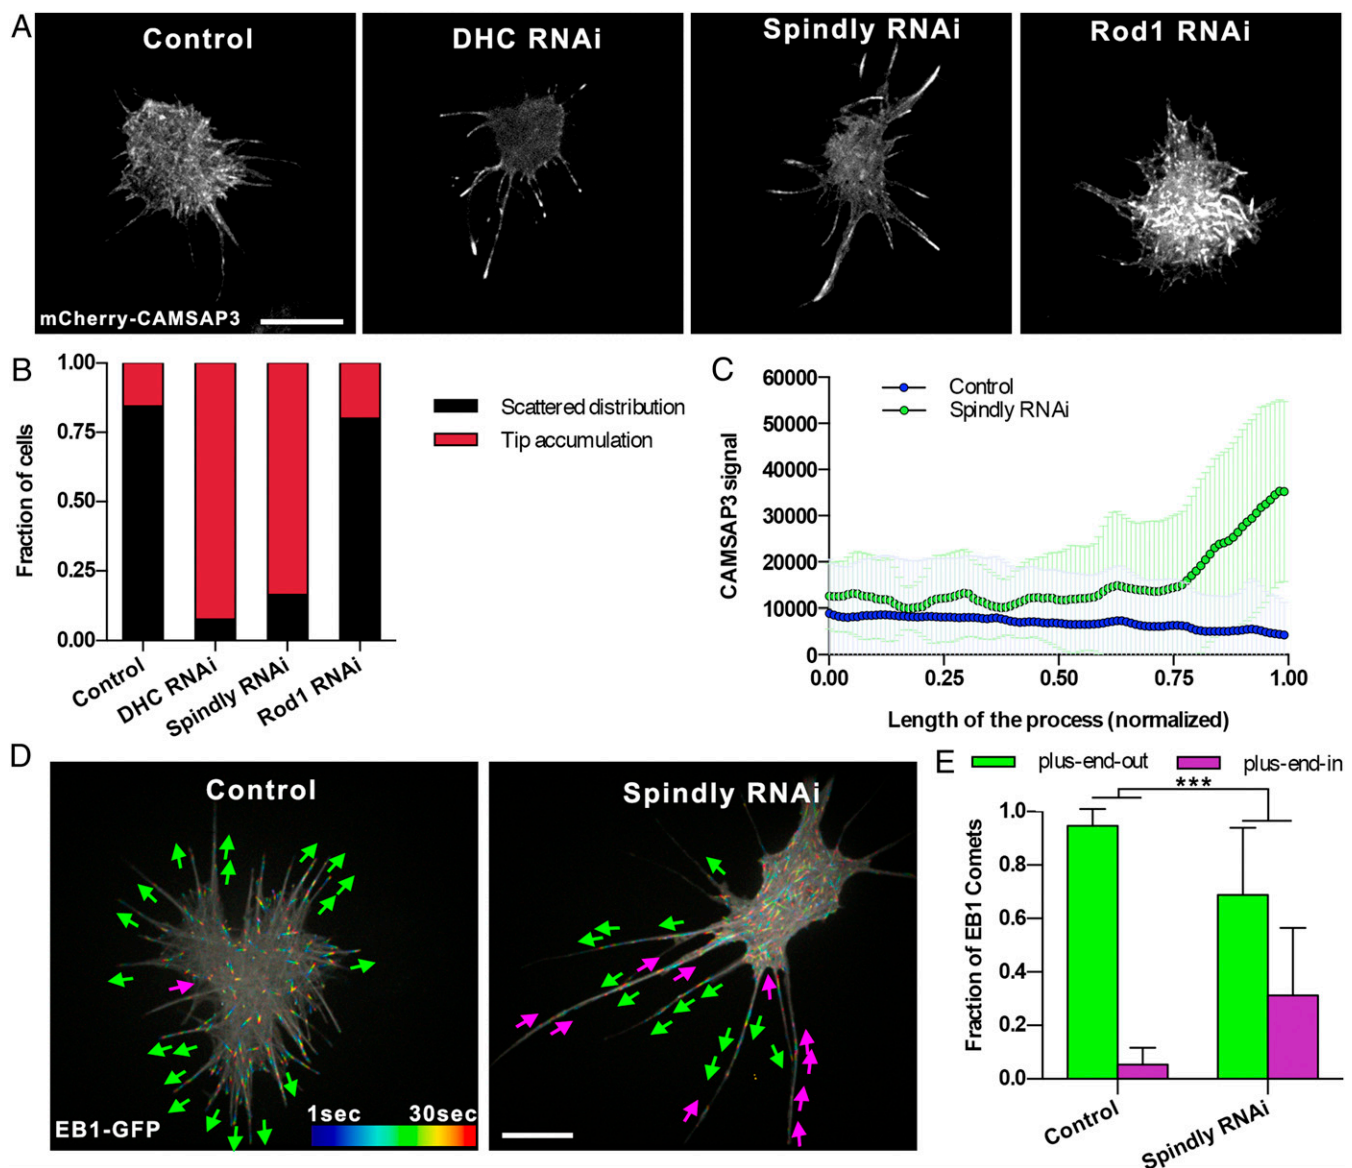 A
Control
DHC RNAi
Spindly RNAi
Rod1 RNAi
mCherry-CAMSAP3
B
1.00
0.75
0.50
0.25
0.00
Fraction of cells
Control
DHC RNAi
Spindly RNAi
Rod1 RNAi
Scattered distribution
Tip accumulation
C
60000
50000
40000
30000
20000
10000
0
CAMSAP3 signal
Control
Spindly RNAi
0.00 0.25 0.50 0.75 1.00
Length of the process (normalized)
D
Control
Spindly RNAi
1sec 30sec
EB1-GFP
E
plus-end-out plus-end-in
***
1.0
0.8
0.6
0.4
0.2
0.0
Fraction of EB1 Comets
Control
Spindly RNAi